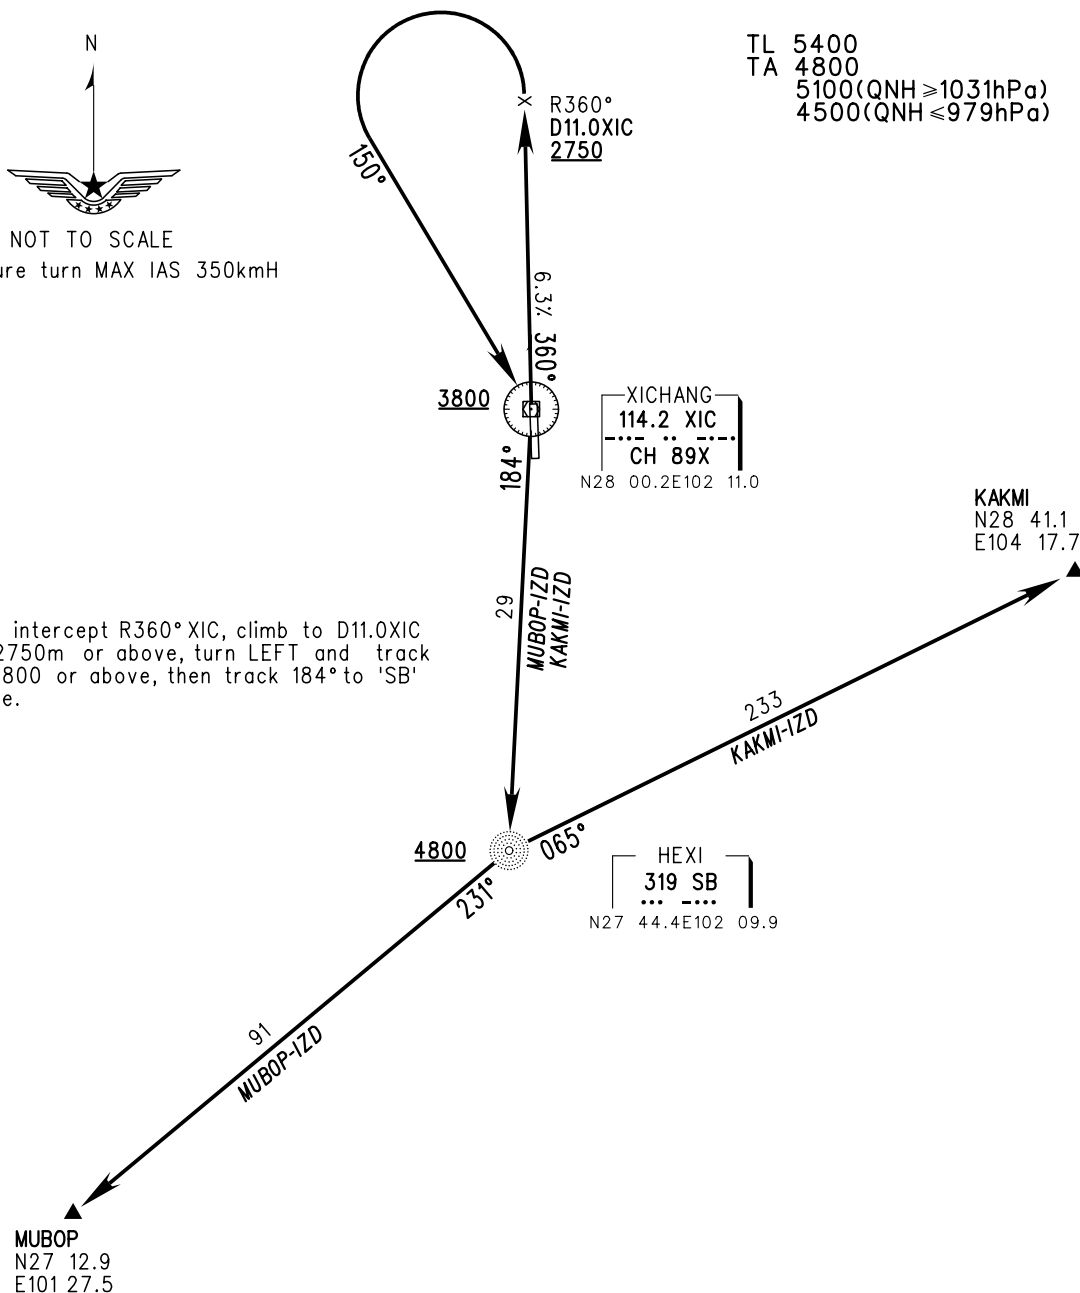 N
TL 5400
TA 4800
5100(QNH ≥1031hPa)
4500(QNH ≤979hPa)
R360°
D11.0XIC
2750
150°
NOT TO SCALE
ure turn MAX IAS 350kmH
6.3% 360°
3800
XICHANG
114.2 XIC
CH 89X
N28 00.2E102 11.0
184°
KAKMI
N28 41.1
E104 17.7
29
MUBOP-IZD
KAKMI-IZD
intercept R360° XIC, climb to D11.0XIC
2750m or above, turn LEFT and track
800 or above, then track 184° to 'SB'
e.
233
KAKMI-IZD
4800
065°
231°
HEXI
319 SB
N27 44.4E102 09.9
91
MUBOP-IZD
MUBOP
N27 12.9
E101 27.5